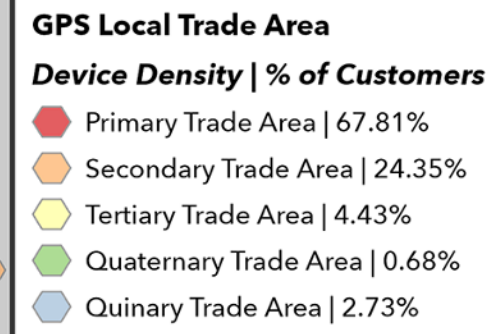 GPS Local Trade Area
Device Density | % of Customers
Primary Trade Area | 67.81%
Secondary Trade Area | 24.35%
Tertiary Trade Area | 4.43%
Quaternary Trade Area | 0.68%
Quinary Trade Area | 2.73%